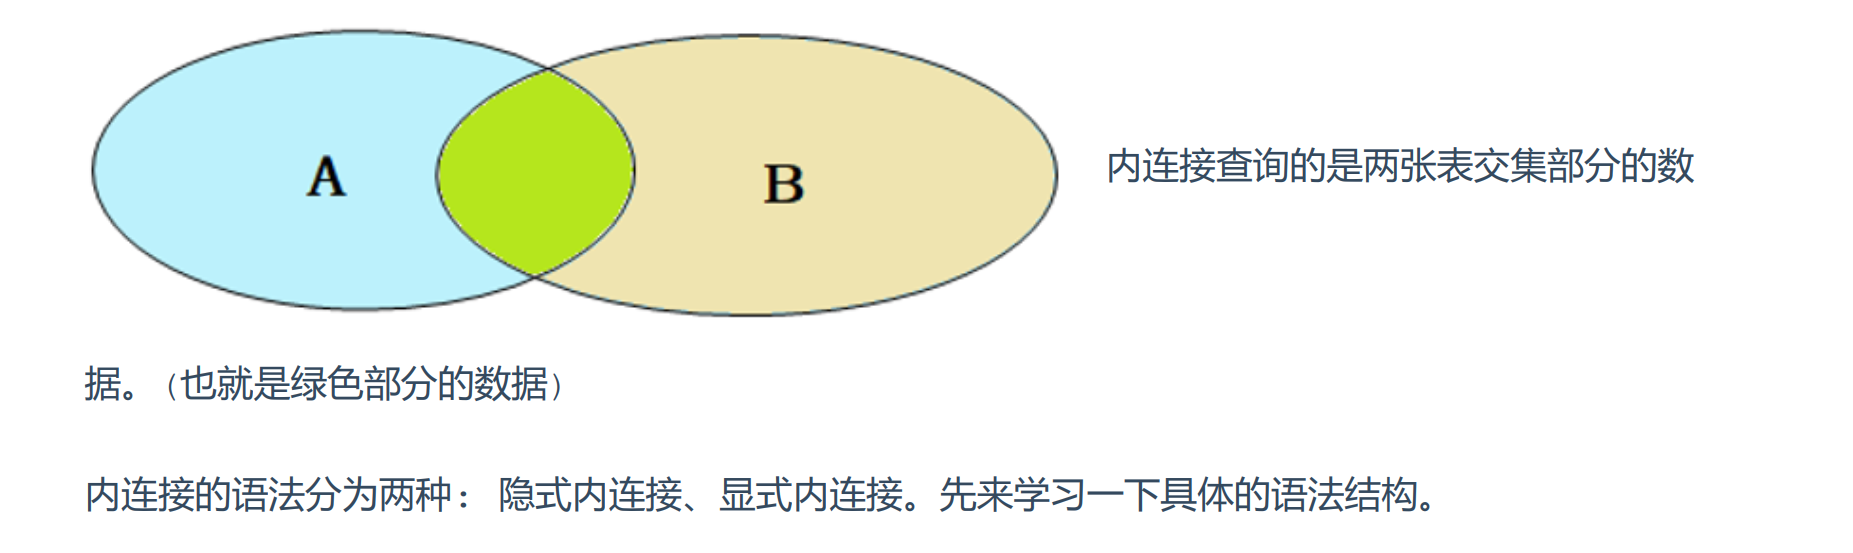 A
B
内连接查询的是两张表交集部分的数
据。（也就是绿色部分的数据）
内连接的语法分为两种： 隐式内连接、显式内连接。先来学习一下具体的语法结构。